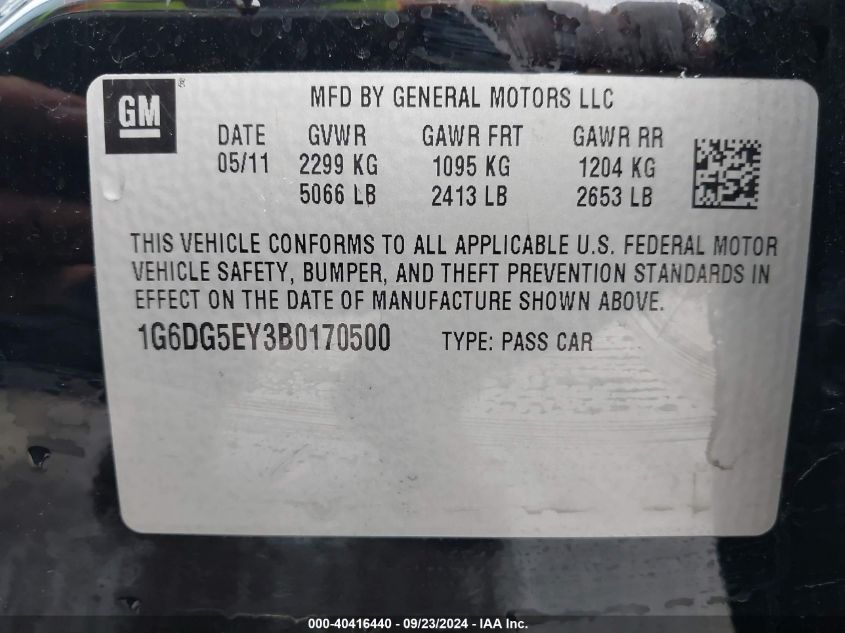 GM
MFD BY GENERAL MOTORS LLC
DATE GVWR GAWR FRT GAWR RR
05/11 2299 KG 1095 KG 1204 KG
5066 LB 2413 LB 2653 LB
THIS VEHICLE CONFORMS TO ALL APPLICABLE U.S. FEDERAL MOTOR
VEHICLE SAFETY, BUMPER, AND THEFT PREVENTION STANDARDS IN
EFFECT ON THE DATE OF MANUFACTURE SHOWN ABOVE.
1G6DG5EY3B0170500 TYPE: PASS CAR
000-40416440 - 09/23/2024 - IAA Inc.